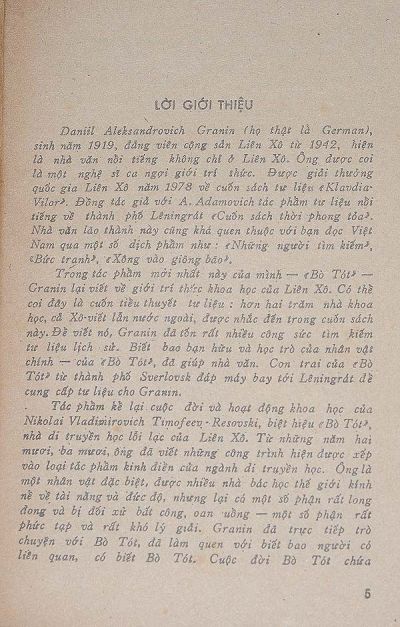 LỜI GIỚI THIỆU
Daniil Aleksandrovich Granin (họ thật là German),
sinh năm 1919, đảng viên cộng sản Liên Xô từ 1942, hiện
là nhà văn nổi tiếng không chỉ ở Liên Xô. Ông được coi
là một nghệ sĩ ca ngợi giới trí thức. Được giải thưởng
quốc gia Liên Xô năm 1978 về cuốn sách tư liệu «Klavdia-
Vilor». Đồng tác giả với A. Adamovich tác phẩm tư liệu nổi
tiếng về thành phố Lêningrát «Cuốn sách thời phong tỏa».
Nhà văn lão thành này cũng khá quen thuộc với bạn đọc Việt
Nam qua một số dịch phẩm như : «Những người tìm kiếm»,
«Bức tranh», «Xông vào giông bão».
Trong tác phẩm mới nhất này của mình — «Bò Tót» —
Granin lại viết về giới trí thức khoa học của Liên Xô. Có thể
coi đây là cuốn tiểu thuyết tư liệu : hơn hai trăm nhà khoa
học, cả Xô-viết lẫn nước ngoài, được nhắc đến trong cuốn sách
này. Để viết nó, Granin đã tốn rất nhiều công sức tìm kiếm
tư liệu lịch sử. Biết bao bạn hữu và học trò của nhân vật
chính — của «Bò Tót», đã giúp nhà văn. Con trai của «Bò
Tót» từ thành phố Sverlovsk đáp máy bay tới Lêningrát để
cung cấp tư liệu cho Granin.
Tác phẩm kể lại cuộc đời và hoạt động khoa học của
Nikolai Vladimirovich Timofeev-Resovski, biệt hiệu «Bò Tót»,
nhà di truyền học lỗi lạc của Liên Xô. Từ những năm hai
mươi, ba mươi, ông đã viết những công trình hiện được xếp
vào loại tác phẩm kinh điển của ngành di truyền học. Ông là
một nhân vật đặc biệt, được nhiều nhà bác học thế giới kính
nể về tài năng và đức độ, nhưng lại có một số phận rất long
đong và bị đối xử bất công, oan uổng — một số phận rất
phức tạp và rất khó lý giải. Granin đã trực tiếp trò
chuyện với Bò Tót, đã làm quen với biết bao người có
liên quan, có biết Bò Tót. Cuộc đời Bò Tót chứa
5